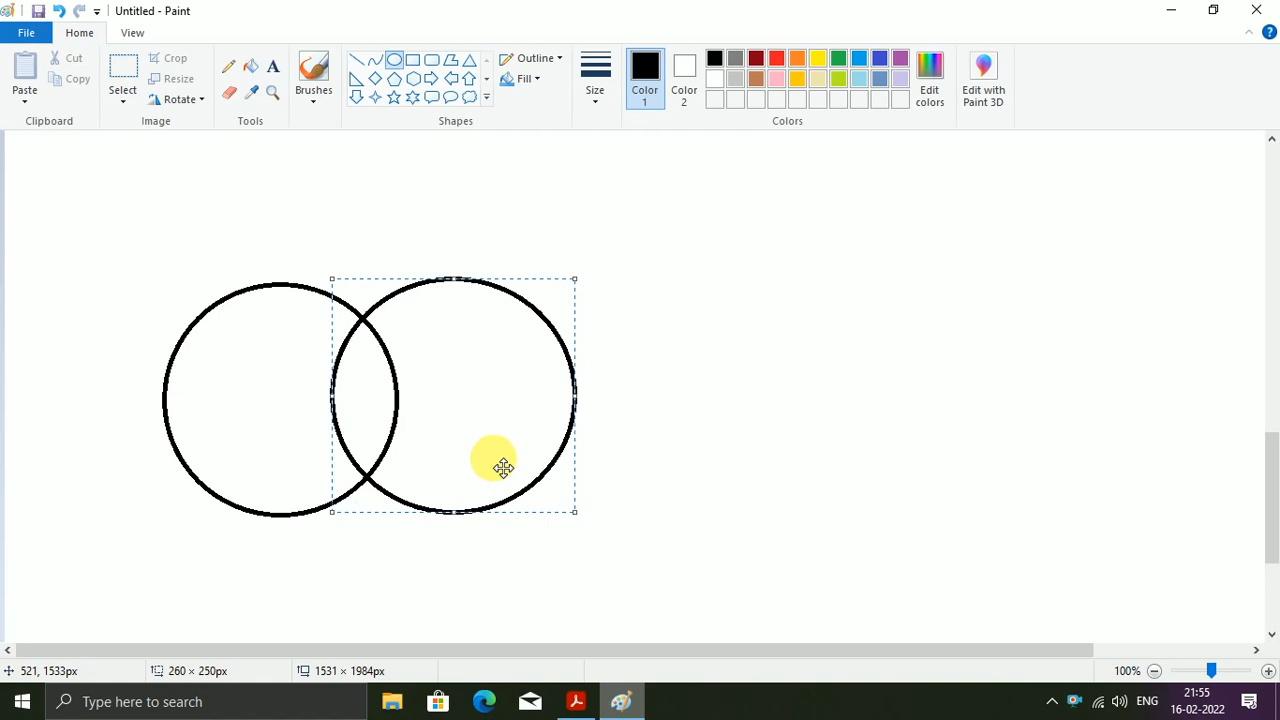 Untitled - Paint
File
Home
View
Paste
Cut
Copy
Clipboard
Select
Crop
Resize
Rotate
Image
Tools
Brushes
Shapes
Outline
Fill
Size
Color
1
Color
2
Edit
colors
Colors
Edit with
Paint 3D
521, 1533px
260 × 250px
1531 × 1984px
100%
Type here to search
ENG
21:55
16-02-2022